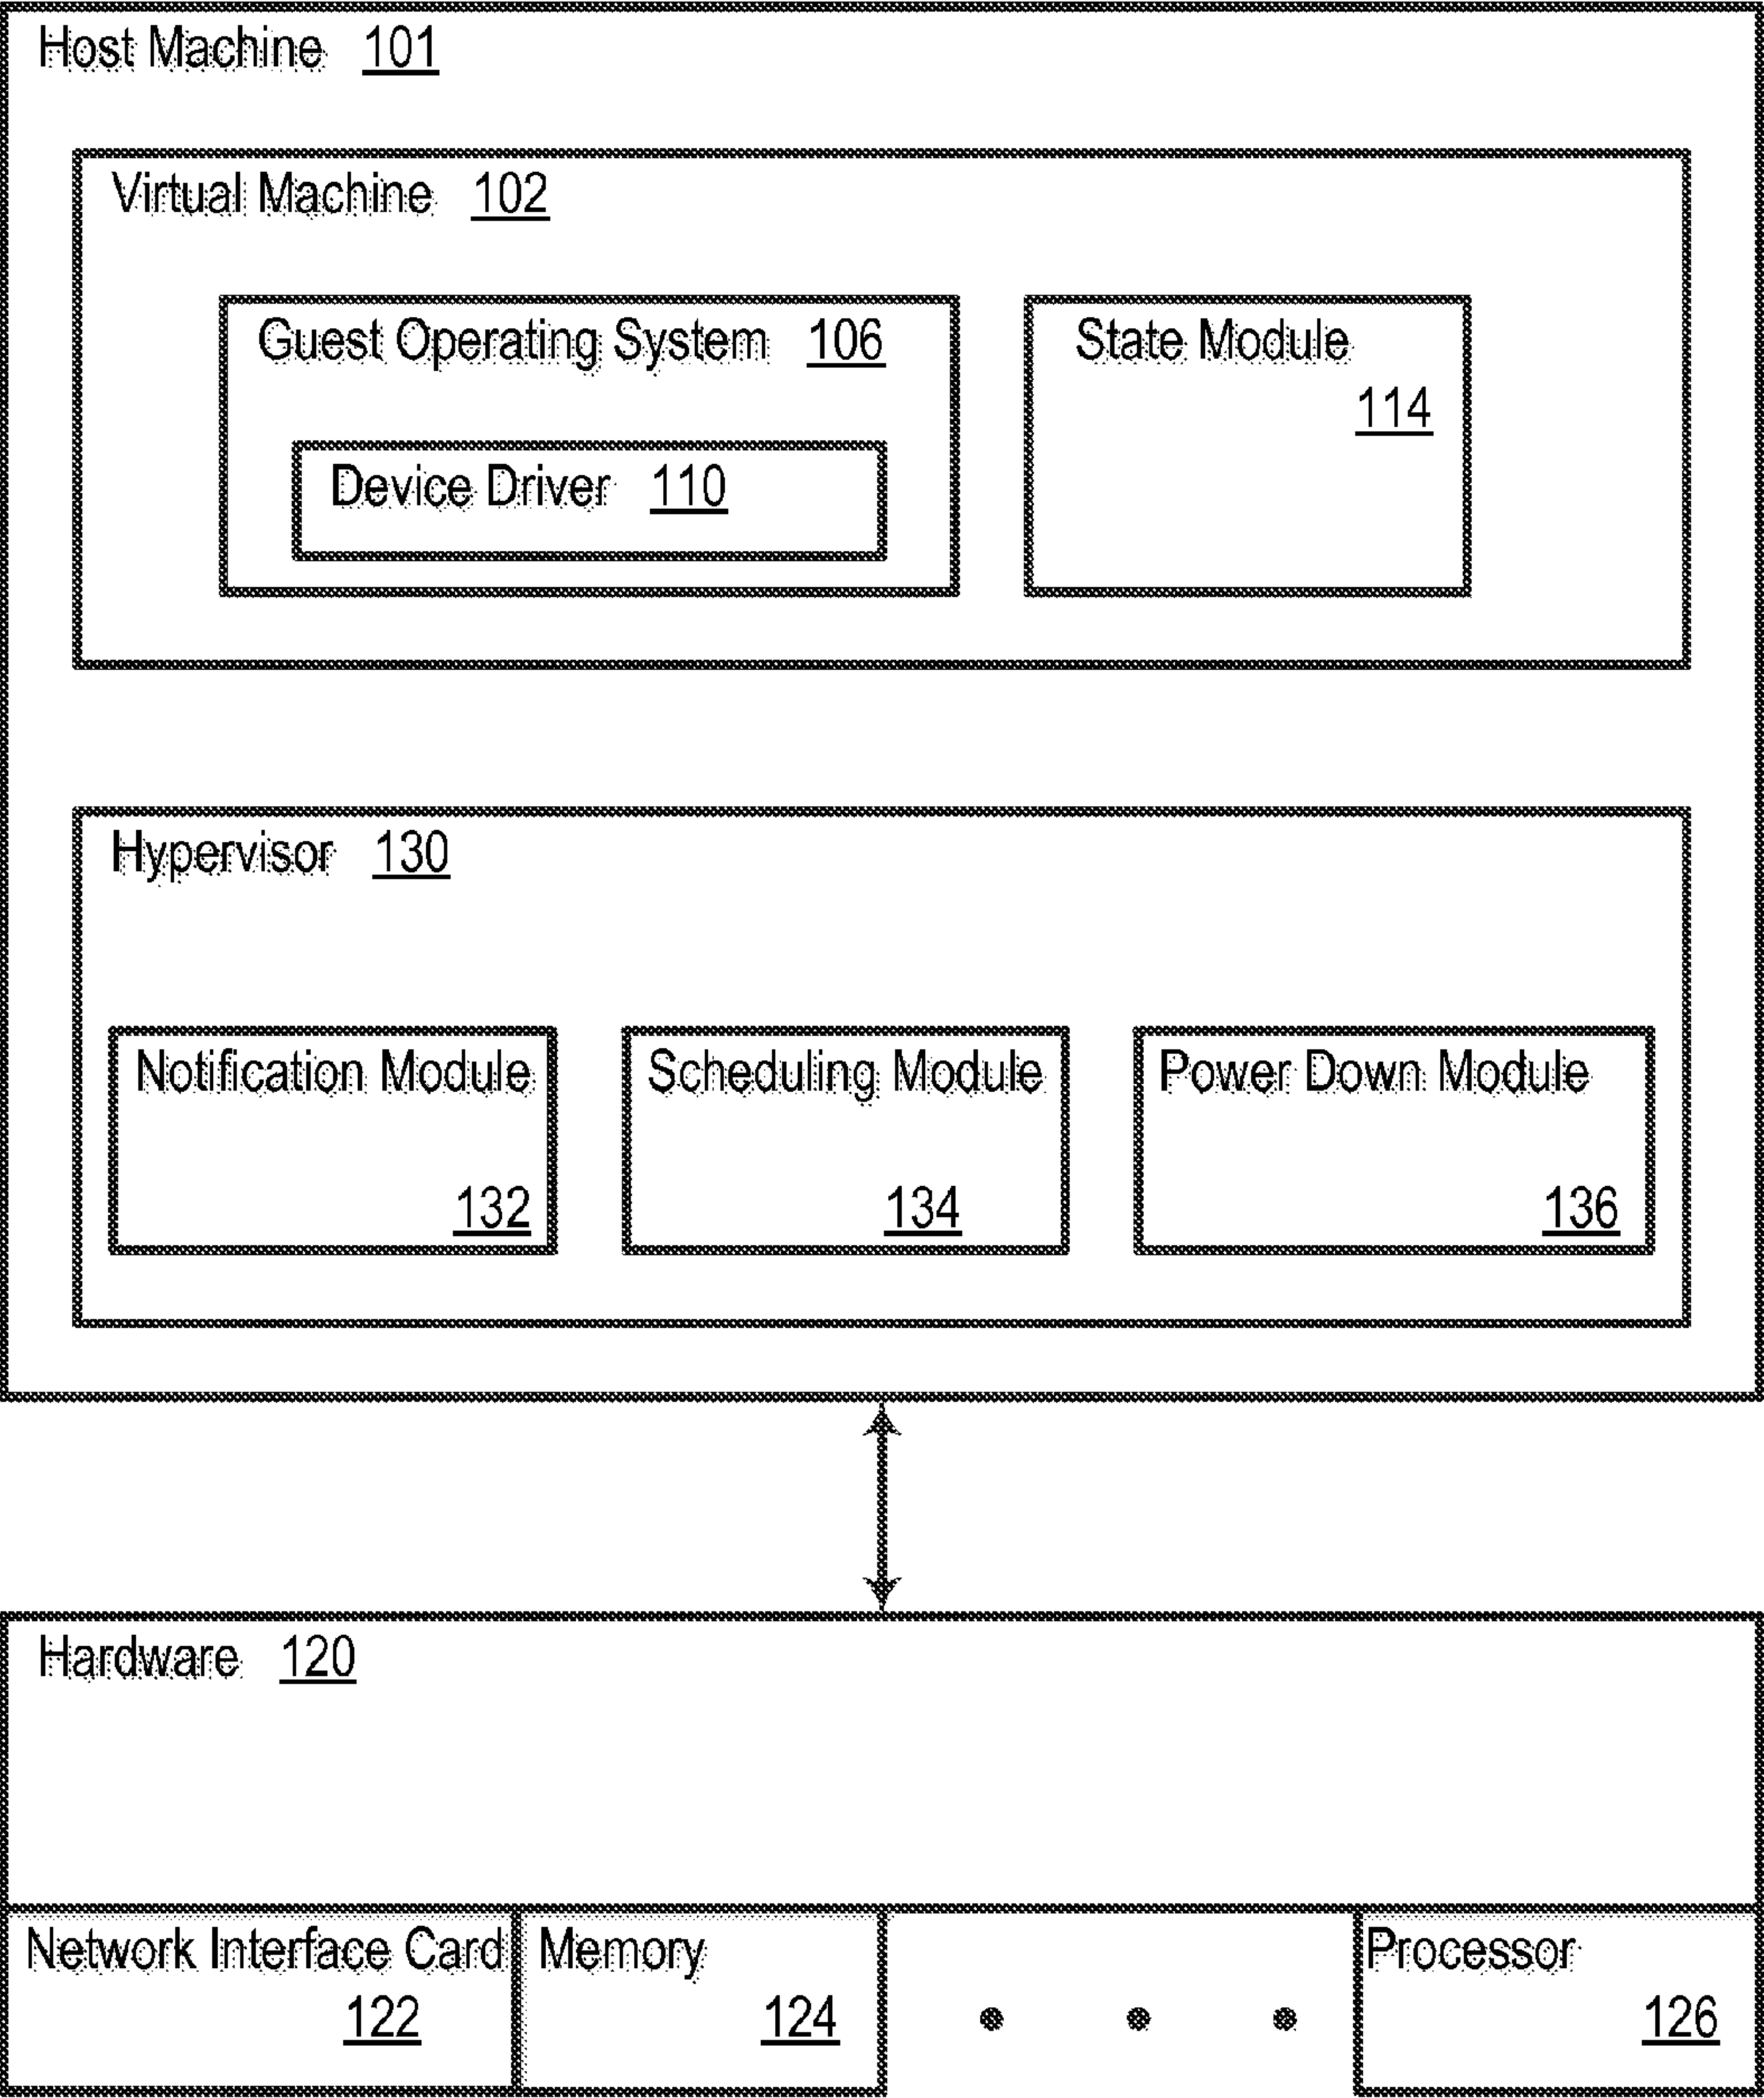 Host Machine 101
Virtual Machine 102
Guest Operating System 106
State Module
114
Device Driver 110
Hypervisor 130
Notification Module
132
Scheduling Module
134
Power Down Module
136
Hardware 120
Network Interface Card
122
Memory
124
Processor
126